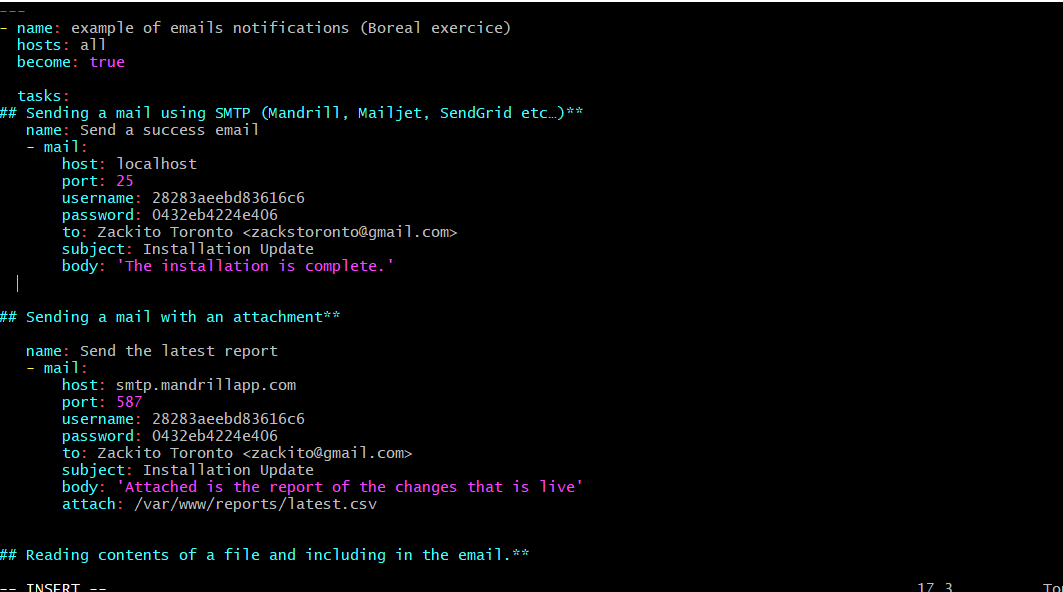 ---
- name: example of emails notifications (Boreal exercice)
  hosts: all
  become: true
  tasks:
## Sending a mail using SMTP (Mandrill, Mailjet, SendGrid etc…)**
   name: Send a success email
   - mail:
       host: localhost
       port: 25
       username: 28283aeebd83616c6
       password: 0432eb4224e406
       to: Zackito Toronto <zackstoronto@gmail.com>
       subject: Installation Update
       body: 'The installation is complete.'
## Sending a mail with an attachment**
   name: Send the latest report
   - mail:
       host: smtp.mandrillapp.com
       port: 587
       username: 28283aeebd83616c6
       password: 0432eb4224e406
       to: Zackito Toronto <zackito@gmail.com>
       subject: Installation Update
       body: 'Attached is the report of the changes that is live'
       attach: /var/www/reports/latest.csv
## Reading contents of a file and including in the email.**
-- INSERT -- 17,3